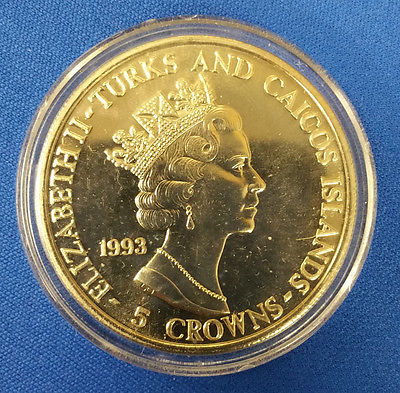 ELIZABETH II - TURKS AND CAICOS ISLANDS -
1993
5 CROWNS -